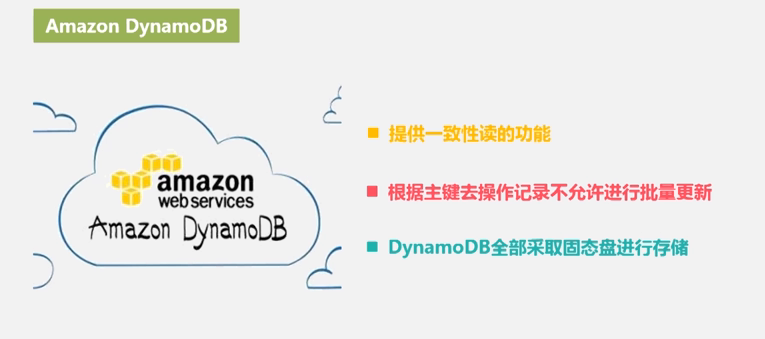 Amazon DynamoDB
amazon
web services
Amazon DynamoDB
提供一致性读的功能
根据主键去操作记录不允许进行批量更新
DynamoDB全部采取固态盘进行存储